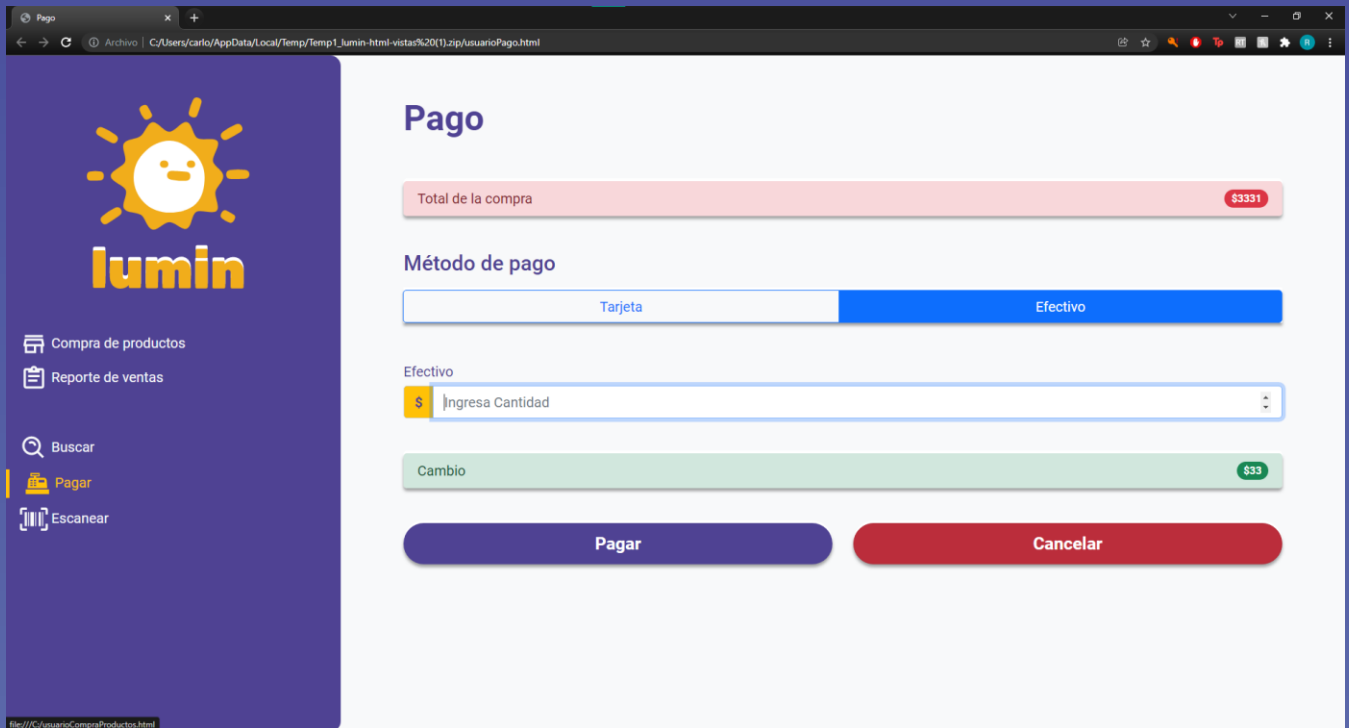 Pago
Archivo | C:/Users/carlo/AppData/Local/Temp/Temp1_lumin-html-vistas%20(1).zip/usuarioPago.html
lumin
Compra de productos
Reporte de ventas
Buscar
Pagar
Escanear
Pago
Total de la compra $3331
Método de pago
Tarjeta Efectivo
Efectivo
$ Ingresa Cantidad
Cambio $33
Pagar Cancelar
file:///C:/usuarioCompraProductos.html